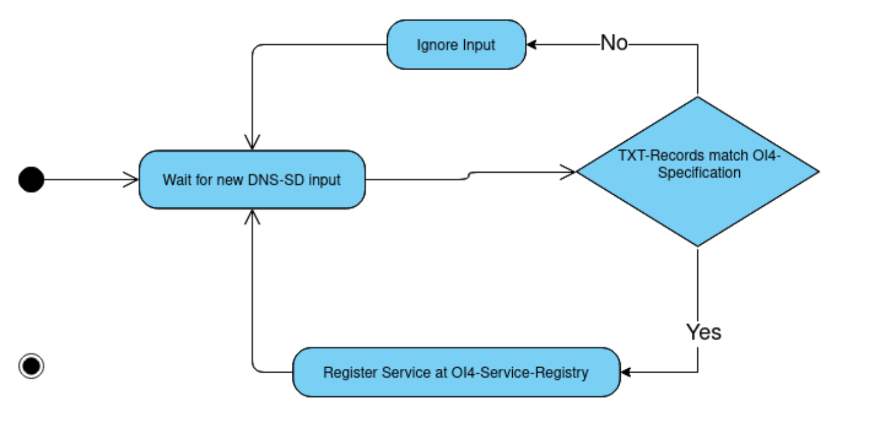 Ignore Input
No
Wait for new DNS-SD input
TXT-Records match OI4-
Specification
Yes
Register Service at OI4-Service-Registry